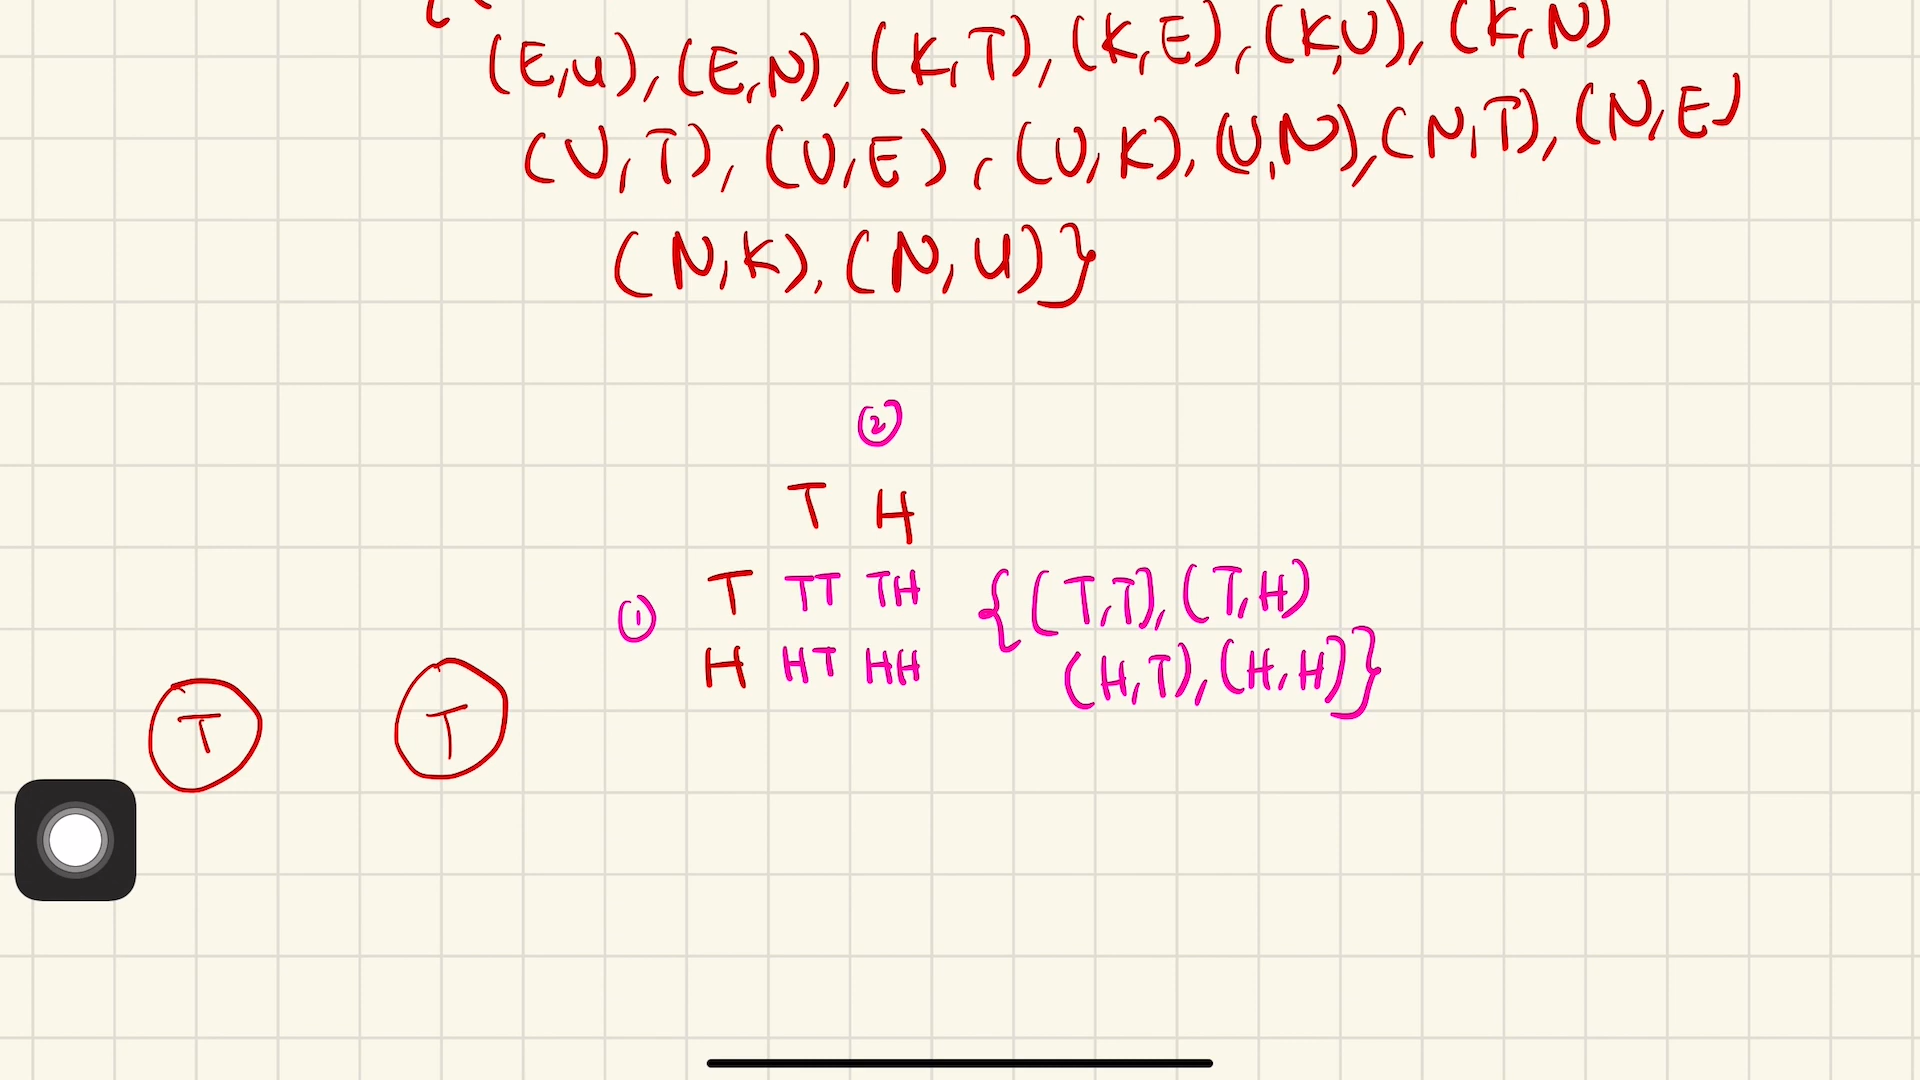 (E,U), (E,N), (K,T), (K,E), (K,U), (K,N)
(U,T), (U,E), (U,K), (U,N), (N,T), (N,E)
(N,K), (N,U)}
②
T H
① T TT TH {(T,T), (T,H)
H HT HH (H,T), (H,H)}
T T